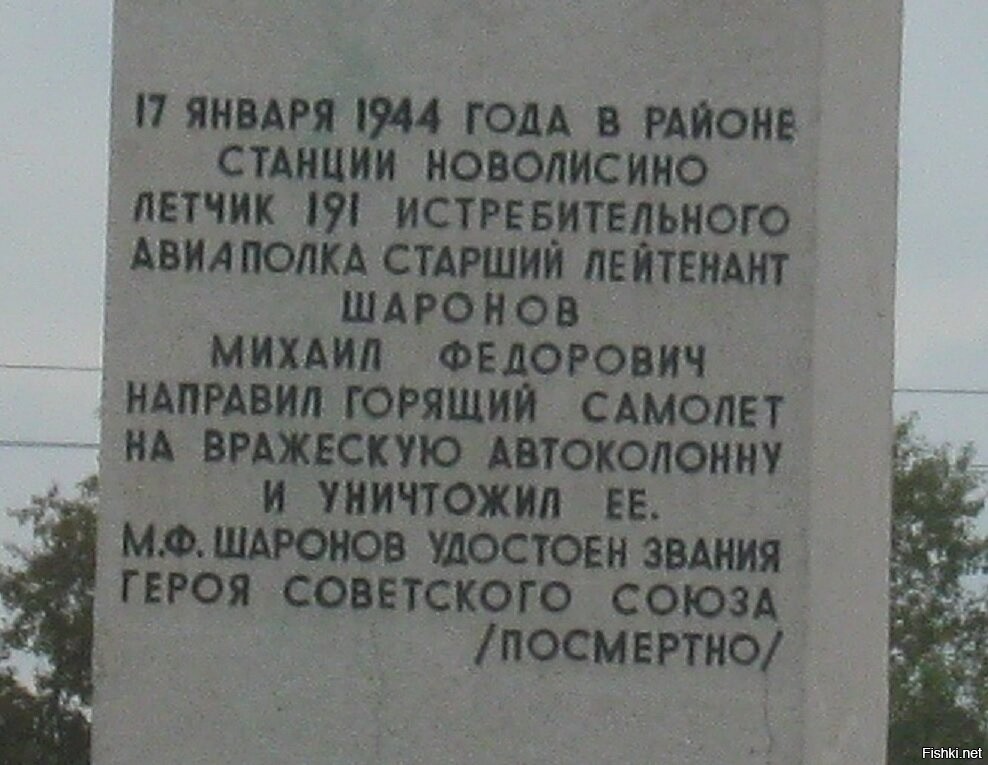 17 ЯНВАРЯ 1944 ГОДА В РАЙОНЕ
СТАНЦИИ НОВОЛИСИНО
ЛЕТЧИК 191 ИСТРЕБИТЕЛЬНОГО
АВИАПОЛКА СТАРШИЙ ЛЕЙТЕНАНТ
ШАРОНОВ
МИХАИЛ ФЕДОРОВИЧ
НАПРАВИЛ ГОРЯЩИЙ САМОЛЕТ
НА ВРАЖЕСКУЮ АВТОКОЛОННУ
И УНИЧТОЖИЛ ЕЕ.
М.Ф. ШАРОНОВ УДОСТОЕН ЗВАНИЯ
ГЕРОЯ СОВЕТСКОГО СОЮЗА
/ПОСМЕРТНО/
Fishki.net